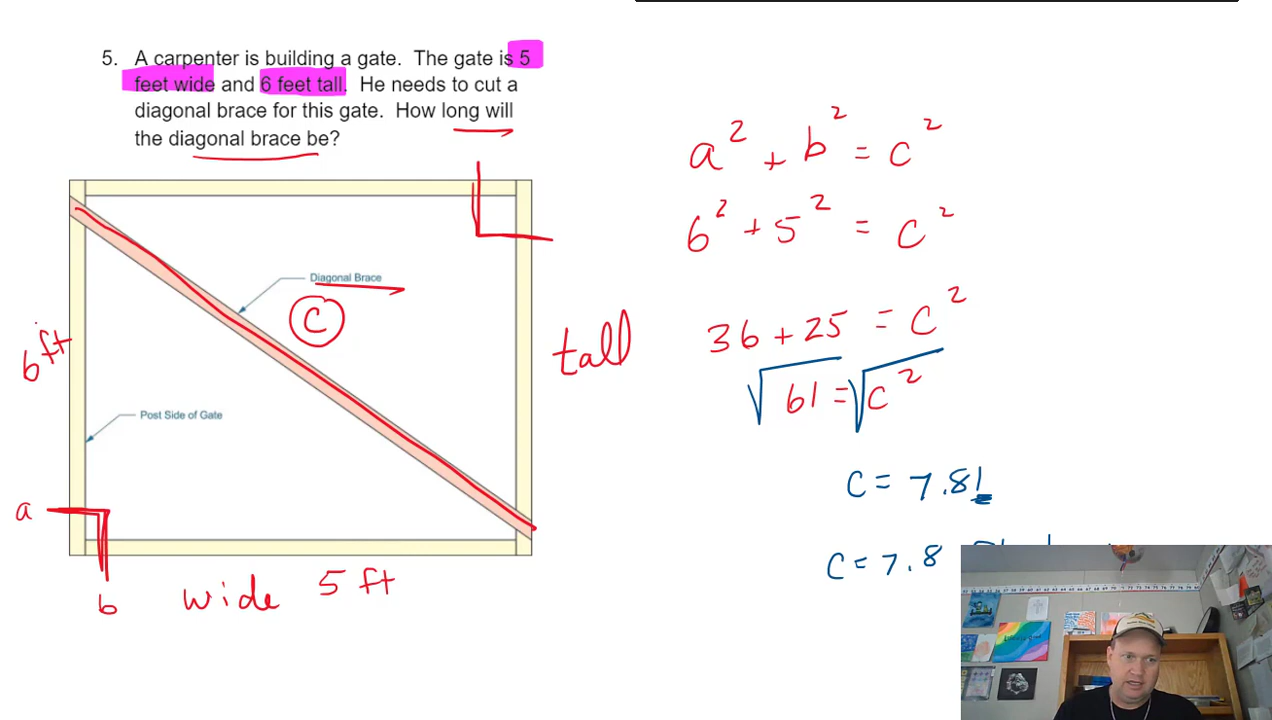 5. A carpenter is building a gate. The gate is 5
feet wide and 6 feet tall. He needs to cut a
diagonal brace for this gate. How long will
the diagonal brace be?
Diagonal Brace
C
6 ft
tall
Post Side of Gate
a
b
wide 5 ft
a² + b² = c²
6² + 5² = c²
36 + 25 = c²
√61 = √c²
C = 7.81
C = 7.8